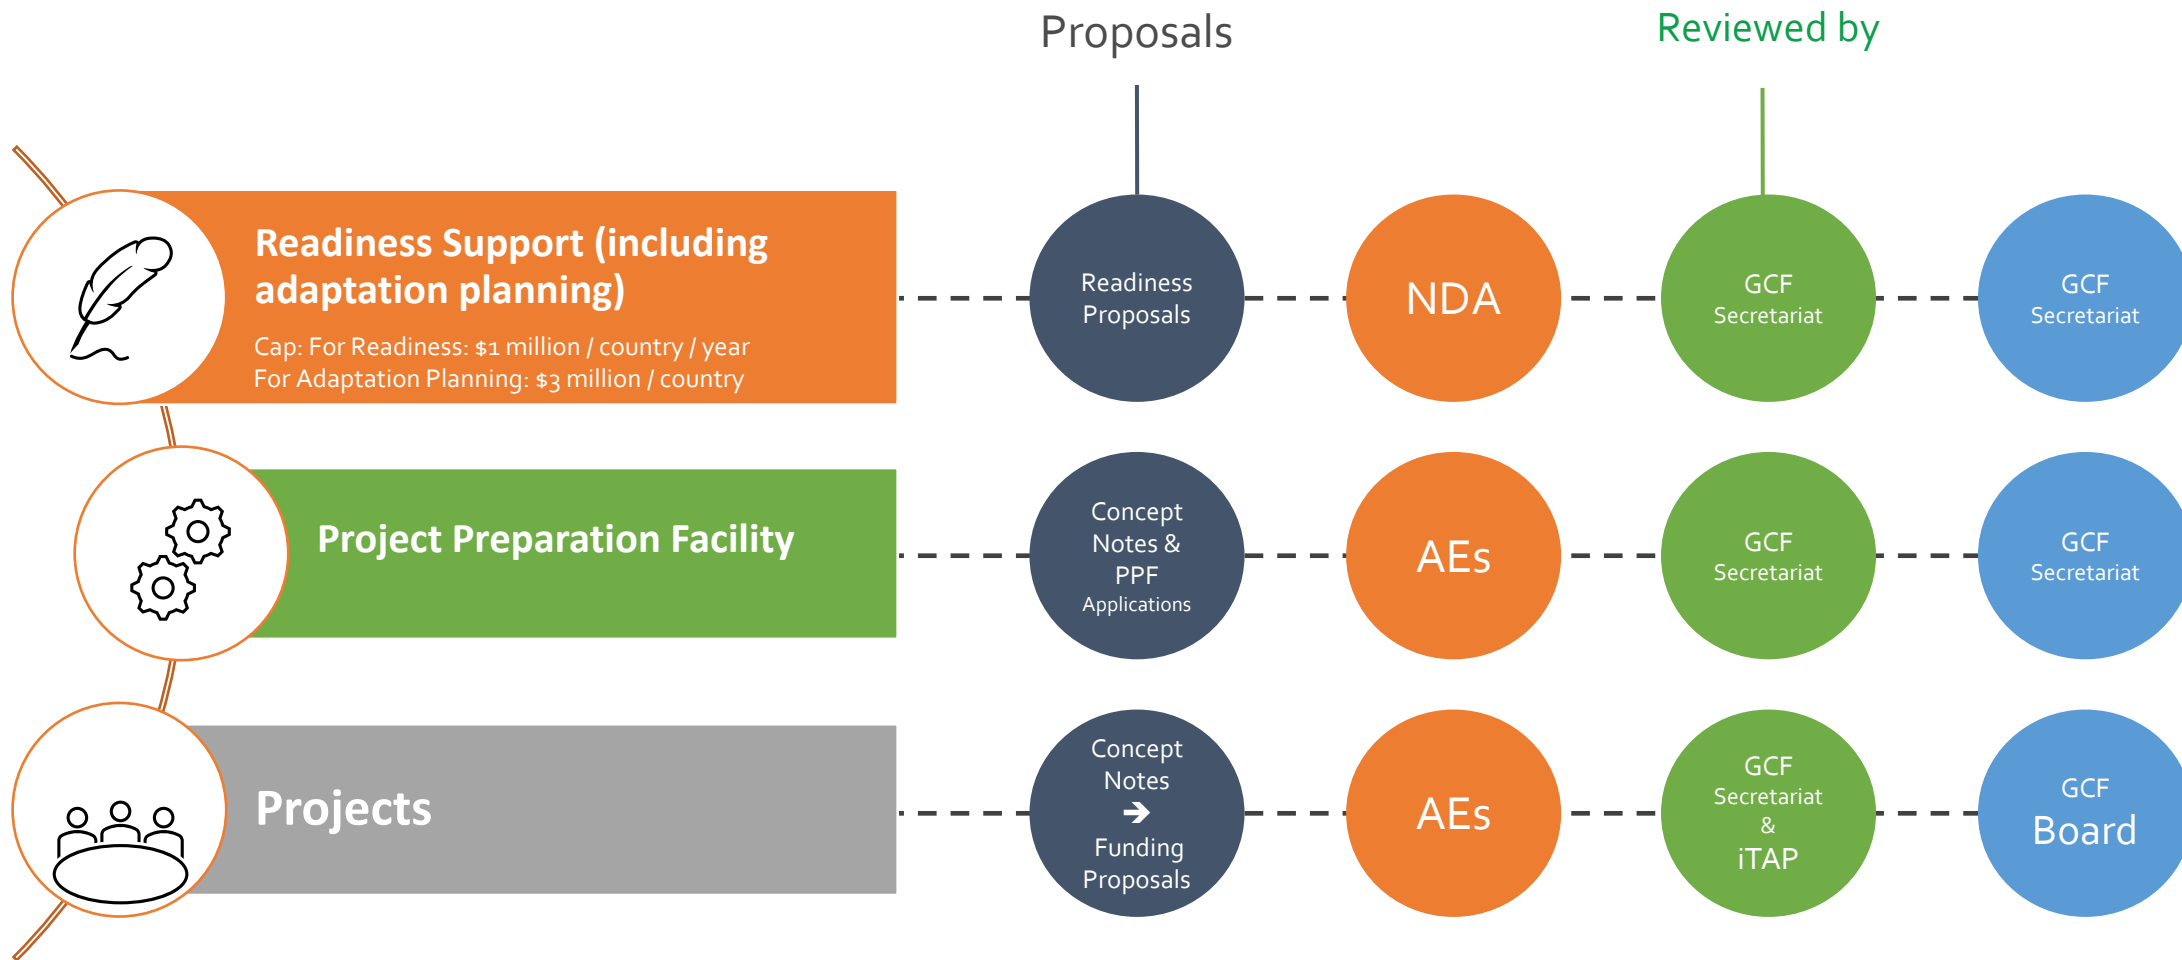 Proposals
Reviewed by
Readiness Support (including
adaptation planning)
Cap: For Readiness: $1 million / country / year
For Adaptation Planning: $3 million / country
Readiness
Proposals
NDA
GCF
Secretariat
GCF
Secretariat
Project Preparation Facility
Concept
Notes &
PPF
Applications
AEs
GCF
Secretariat
GCF
Secretariat
Projects
Concept
Notes
➔
Funding
Proposals
AEs
GCF
Secretariat
&
iTAP
GCF
Board